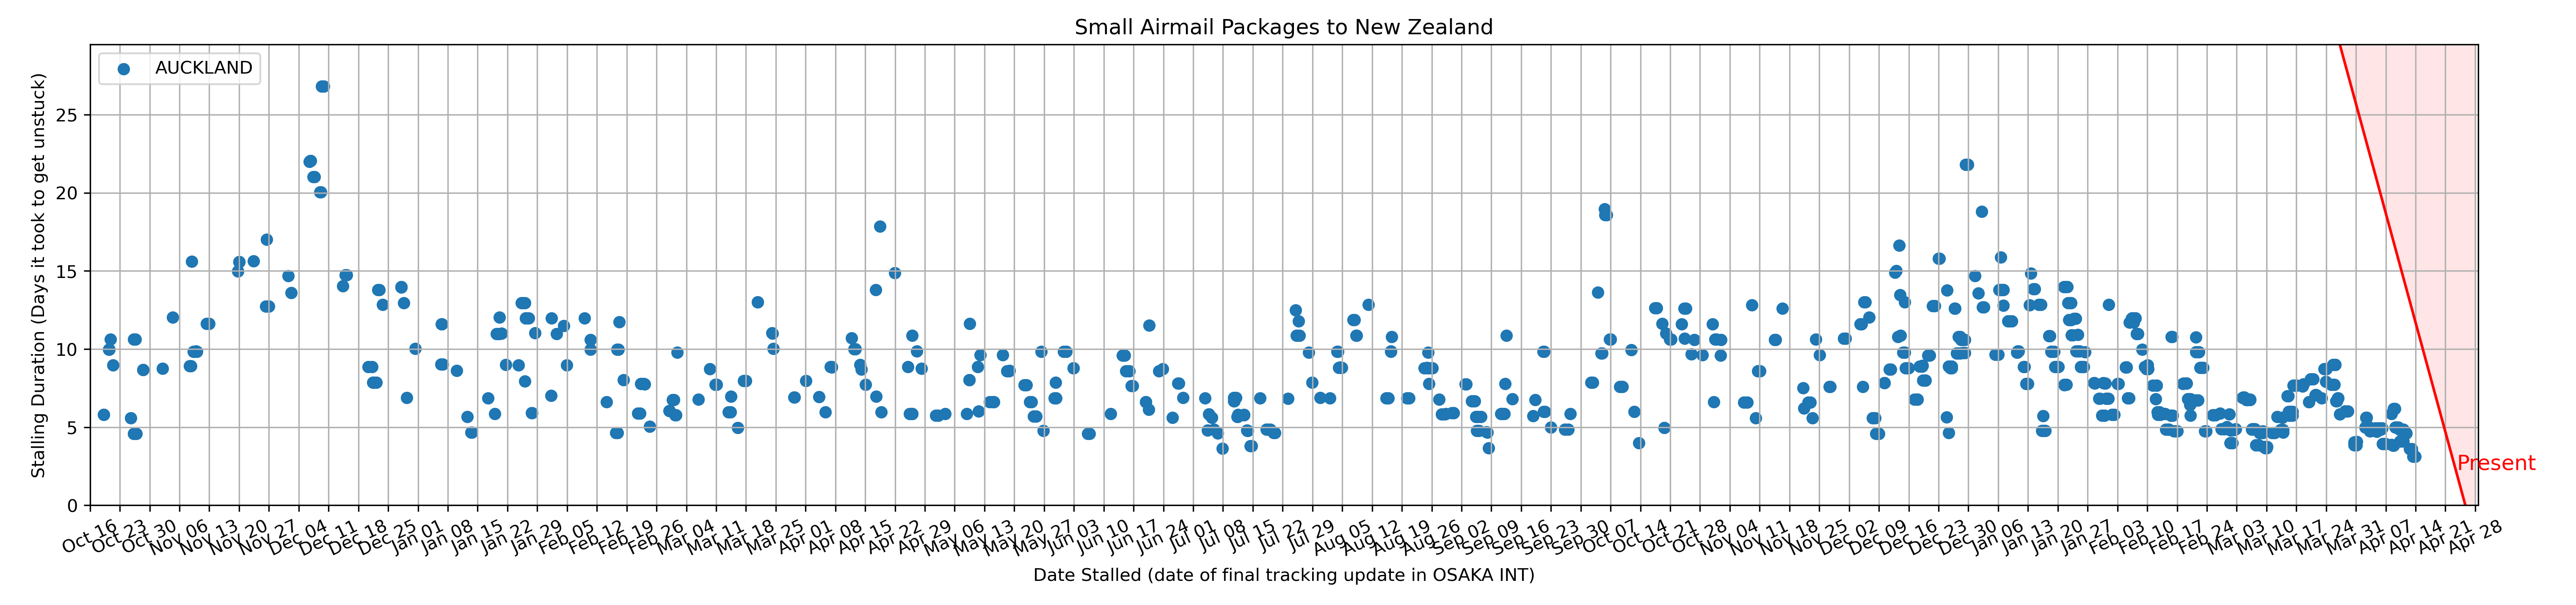 Small Airmail Packages to New Zealand
AUCKLAND
Stalling Duration (Days it took to get unstuck)
25
20
15
10
5
0
Present
Oct 16 Oct 23 Oct 30 Nov 06 Nov 13 Nov 20 Nov 27 Dec 04 Dec 11 Dec 18 Dec 25 Jan 01 Jan 08 Jan 15 Jan 22 Jan 29 Feb 05 Feb 12 Feb 19 Feb 26 Mar 04 Mar 11 Mar 18 Mar 25 Apr 01 Apr 08 Apr 15 Apr 22 Apr 29 May 06 May 13 May 20 May 27 Jun 03 Jun 10 Jun 17 Jun 24 Jul 01 Jul 08 Jul 15 Jul 22 Jul 29 Aug 05 Aug 12 Aug 19 Aug 26 Sep 02 Sep 09 Sep 16 Sep 23 Sep 30 Oct 07 Oct 14 Oct 21 Oct 28 Nov 04 Nov 11 Nov 18 Nov 25 Dec 02 Dec 09 Dec 16 Dec 23 Dec 30 Jan 06 Jan 13 Jan 20 Jan 27 Feb 03 Feb 10 Feb 17 Feb 24 Mar 03 Mar 10 Mar 17 Mar 24 Mar 31 Apr 07 Apr 14 Apr 21 Apr 28
Date Stalled (date of final tracking update in OSAKA INT)